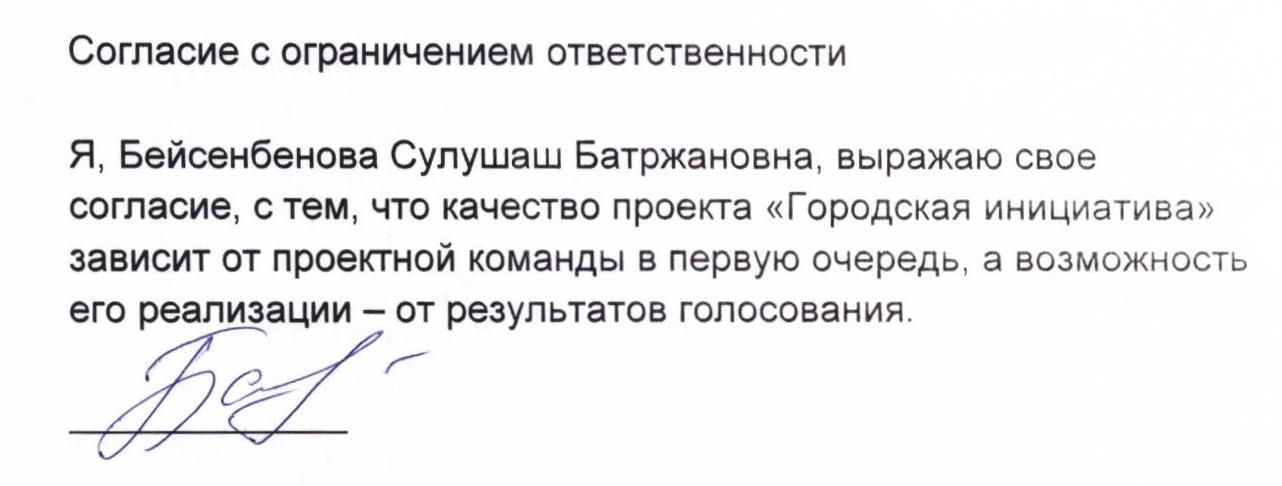 Согласие с ограничением ответственности
Я, Бейсенбенова Сулушаш Батржановна, выражаю свое
согласие, с тем, что качество проекта «Городская инициатива»
зависит от проектной команды в первую очередь, а возможность
его реализации – от результатов голосования.